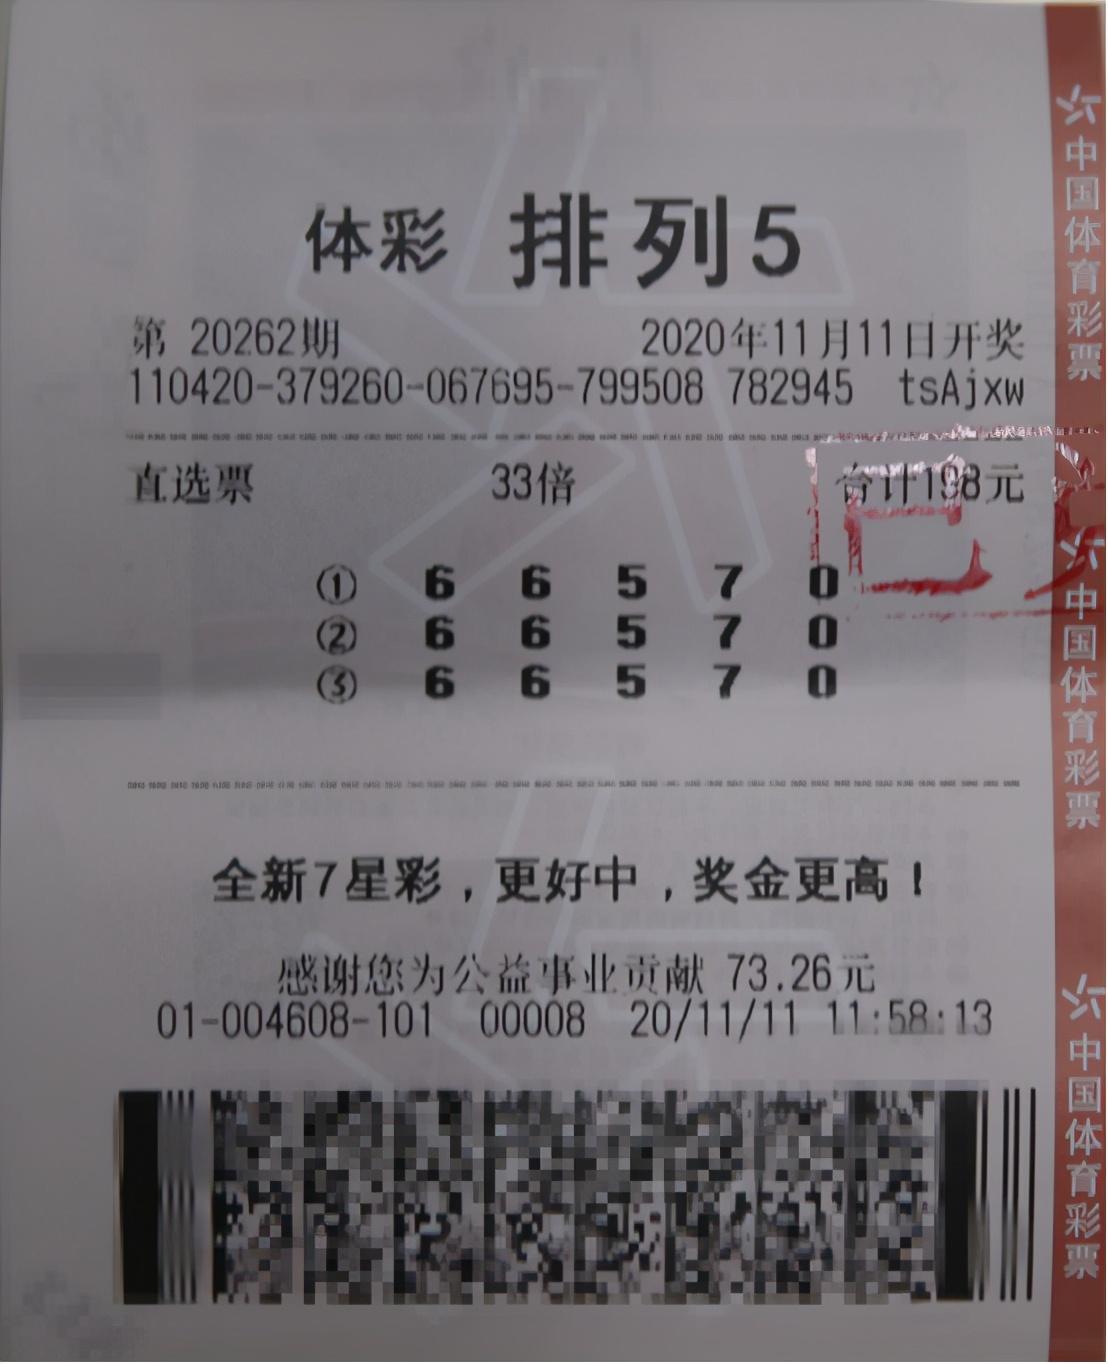 体彩 排列5
第 20262期 2020年11月11日开奖
110420-379260-067695-799508 782945 tsAjxw
直选票 33倍 合计198元
① 6 6 5 7 0
② 6 6 5 7 0
③ 6 6 5 7 0
全新7星彩，更好中，奖金更高！
感谢您为公益事业贡献 73.26元
01-004608-101 00008 20/11/11 11:58:13
中国体育彩票
中国体育彩票
中国体育彩票